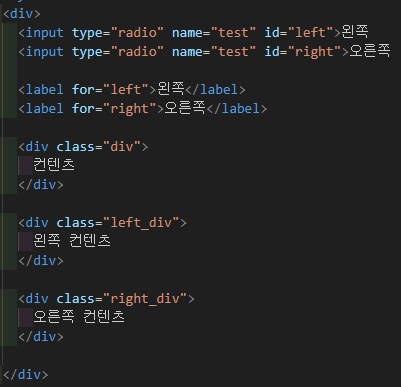 <div>
<input type="radio" name="test" id="left">왼쪽
<input type="radio" name="test" id="right">오른쪽
<label for="left">왼쪽</label>
<label for="right">오른쪽</label>
<div class="div">
컨텐츠
</div>
<div class="left_div">
왼쪽 컨텐츠
</div>
<div class="right_div">
오른쪽 컨텐츠
</div>
</div>